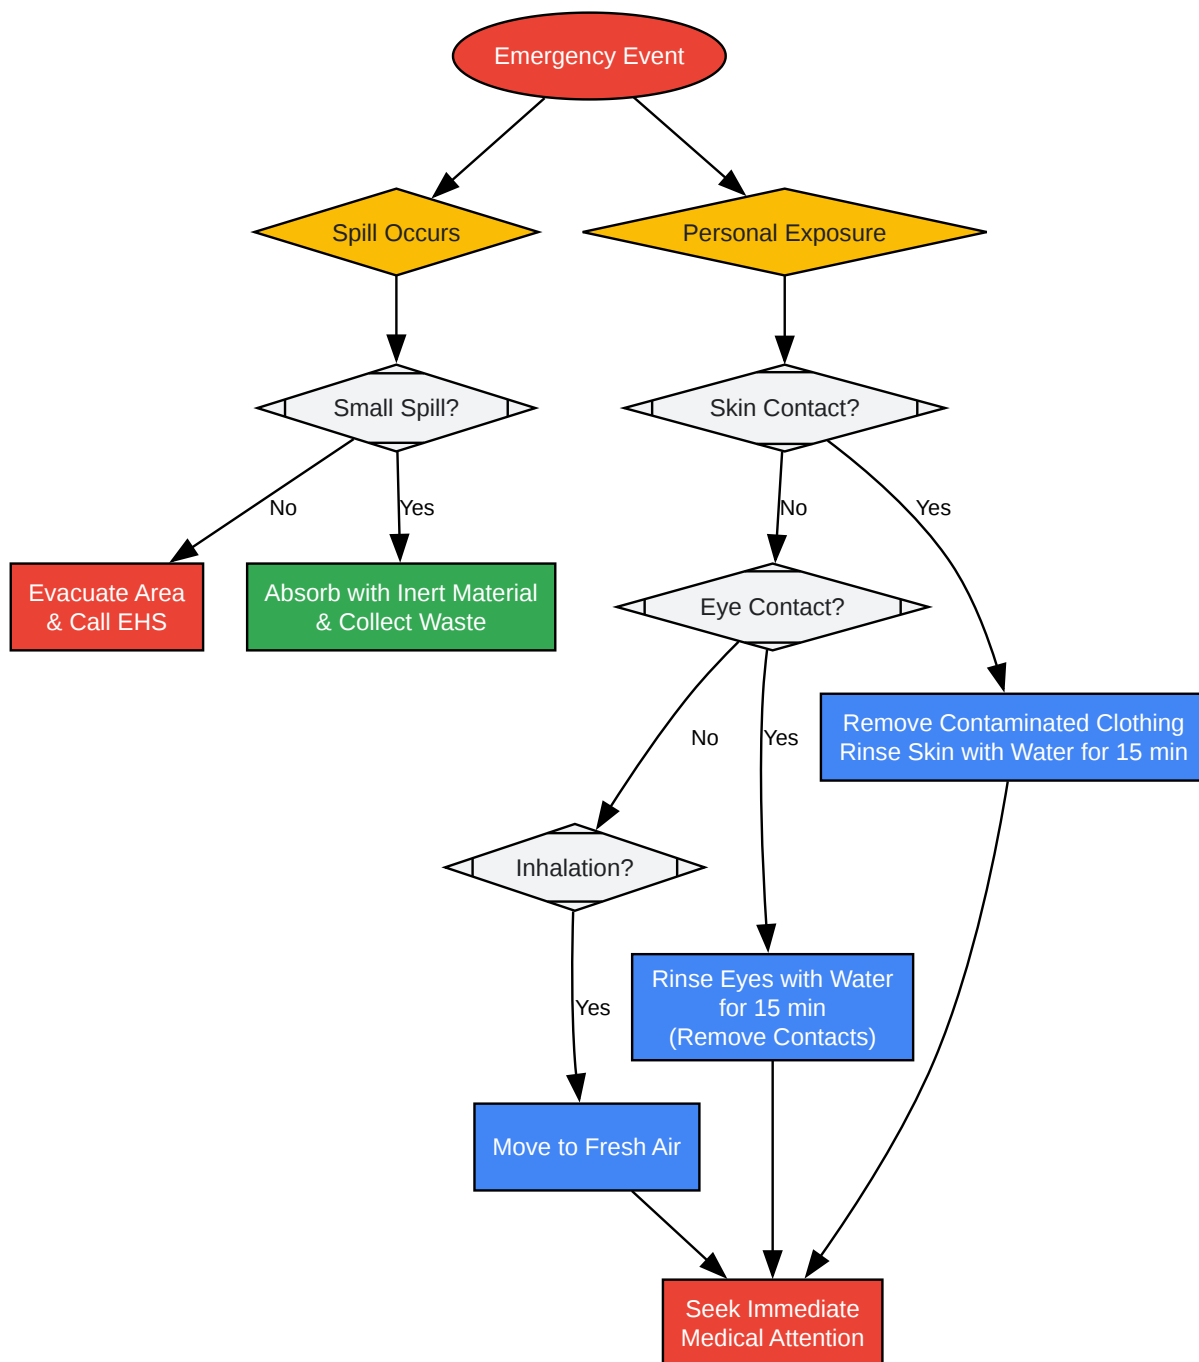 Emergency Event
Spill Occurs
Personal Exposure
Small Spill?
Skin Contact?
No
Yes
No
Yes
Evacuate Area
& Call EHS
Absorb with Inert Material
& Collect Waste
Eye Contact?
Remove Contaminated Clothing
Rinse Skin with Water for 15 min
No
Yes
Inhalation?
Rinse Eyes with Water
for 15 min
(Remove Contacts)
Yes
Move to Fresh Air
Seek Immediate
Medical Attention